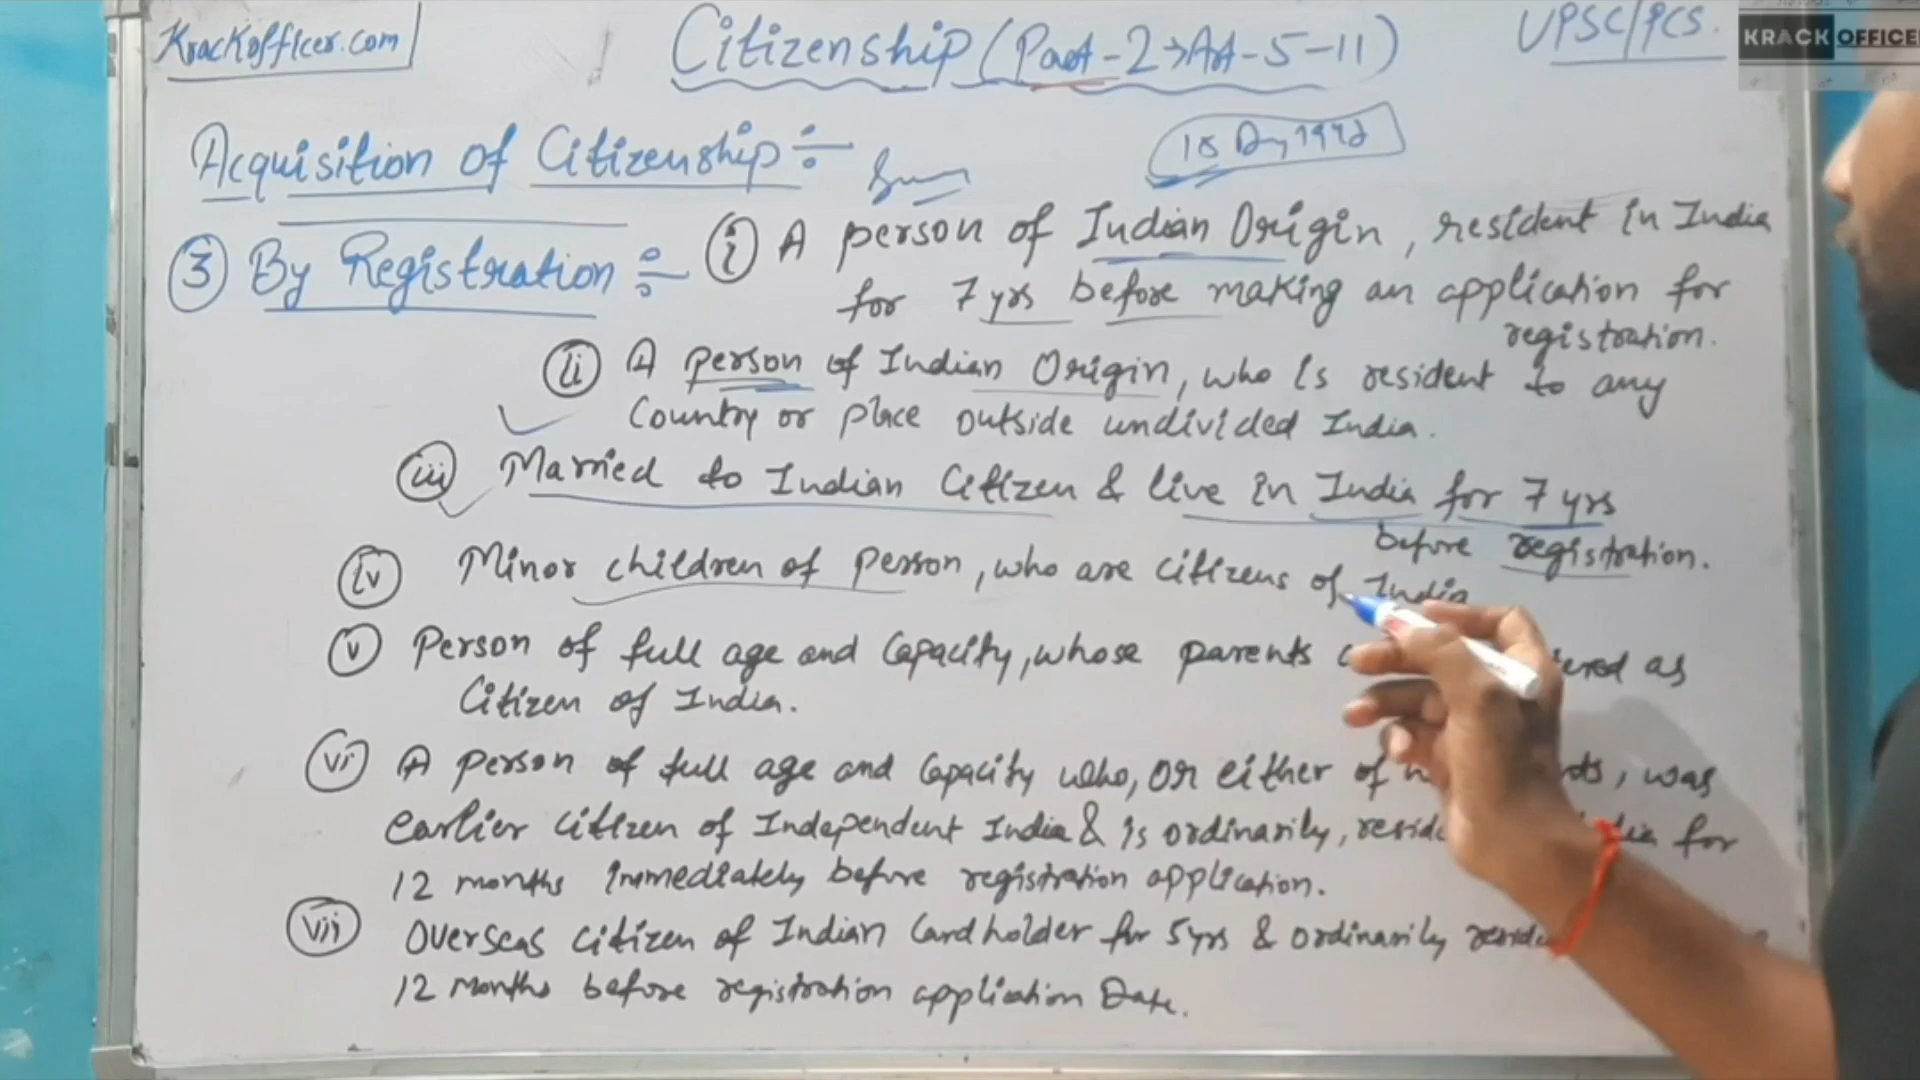 Krackofficer.com
Citizenship (Part-2→Art-5-11)
UPSC/PCS.
KRACK OFFICER
Acquisition of Citizenship ÷
③ By Registration ÷
(i) A person of Indian Origin, resident in India
for 7 yrs before making an application for
registration.
(ii) A person of Indian Origin, who is resident to any
Country or place outside undivided India.
(iii) Married to Indian Citizen & live in India for 7 yrs
before registration.
(iv) Minor children of person, who are citizens of India
(v) Person of full age and Capacity, whose parents as
Citizen of India.
(vi) A person of full age and Capacity who, or either of was
earlier citizen of Independent India & is ordinarily, for
12 months immediately before registration application.
(vii) Overseas citizen of Indian Cardholder for 5yrs & ordinarily
12 months before registration application Date.